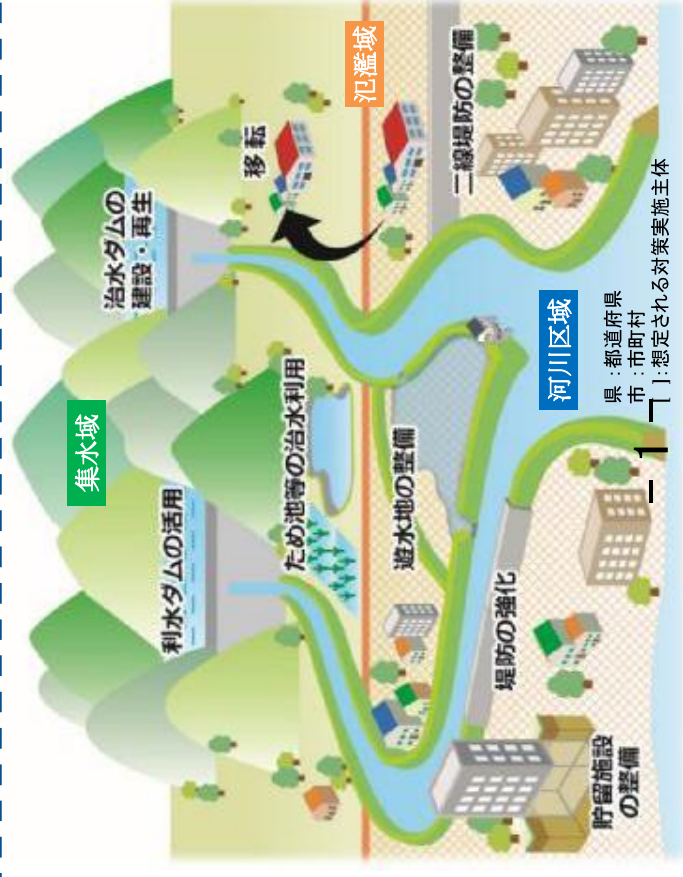 集水域
治水ダムの
建設・再生
利水ダムの活用
ため池等の治水利用
移転
氾濫域
二線堤防の整備
遊水地の整備
河川区域
堤防の強化
貯留施設
の整備
県:都道府県
市:市町村
[ ]:想定される対策実施主体
- 1 -